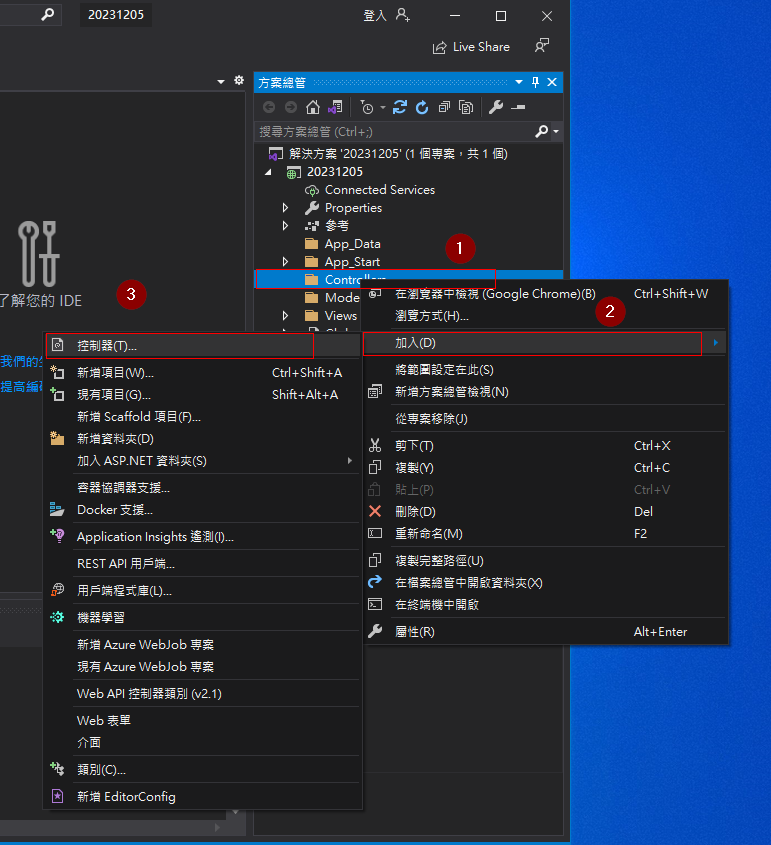 20231205
登入
Live Share
方案總管
搜尋方案總管 (Ctrl+;)
解決方案 '20231205' (1 個專案，共 1 個)
20231205
Connected Services
Properties
參考
App_Data
1
App_Start
Controllers
了解您的 IDE
3
在瀏覽器中檢視 (Google Chrome)(B) Ctrl+Shift+W
Views
瀏覽方式(H)...
2
控制器(T)...
加入(D)
我們的
新增項目(W)... Ctrl+Shift+A
將範圍設定在此(S)
提高編
現有項目(G)... Shift+Alt+A
新增方案總管檢視(N)
新增 Scaffold 項目(F)...
從專案移除(J)
新增資料夾(D)
剪下(T) Ctrl+X
加入 ASP.NET 資料夾(S)
複製(Y) Ctrl+C
容器協調器支援...
貼上(P) Ctrl+V
Docker 支援...
刪除(D) Del
Application Insights 遙測(I)...
重新命名(M) F2
REST API 用戶端...
複製完整路徑(U)
用戶端程式庫(L)...
在檔案總管中開啟資料夾(X)
機器學習
在終端機中開啟
新增 Azure WebJob 專案
屬性(R) Alt+Enter
現有 Azure WebJob 專案
Web API 控制器類別 (v2.1)
Web 表單
介面
類別(C)...
新增 EditorConfig